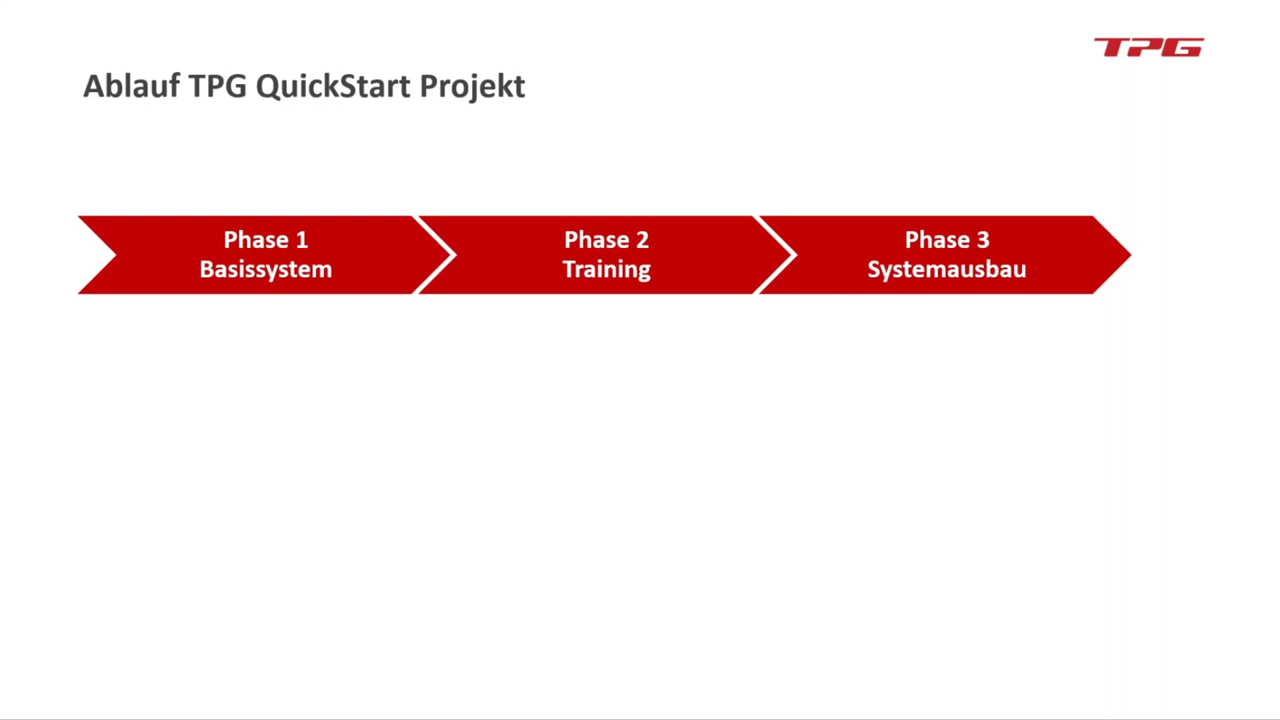 TPG
Ablauf TPG QuickStart Projekt
Phase 1
Basissystem
Phase 2
Training
Phase 3
Systemausbau